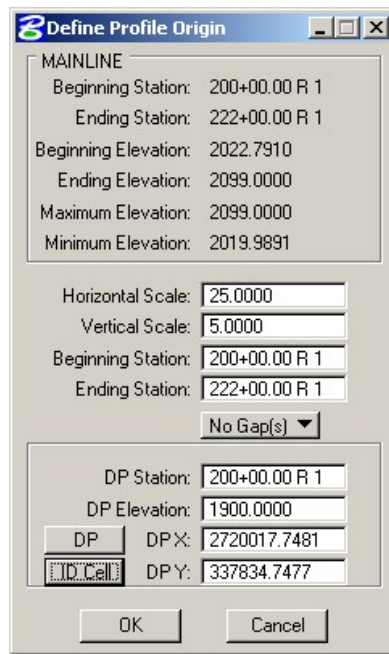 Define Profile Origin
MAINLINE
Beginning Station: 200+00.00 R 1
Ending Station: 222+00.00 R 1
Beginning Elevation: 2022.7910
Ending Elevation: 2099.0000
Maximum Elevation: 2099.0000
Minimum Elevation: 2019.9891
Horizontal Scale: 25.0000
Vertical Scale: 5.0000
Beginning Station: 200+00.00 R 1
Ending Station: 222+00.00 R 1
No Gap(s)
DP Station: 200+00.00 R 1
DP Elevation: 1900.0000
DP DP X: 2720017.7481
ID Cell DP Y: 337834.7477
OK Cancel